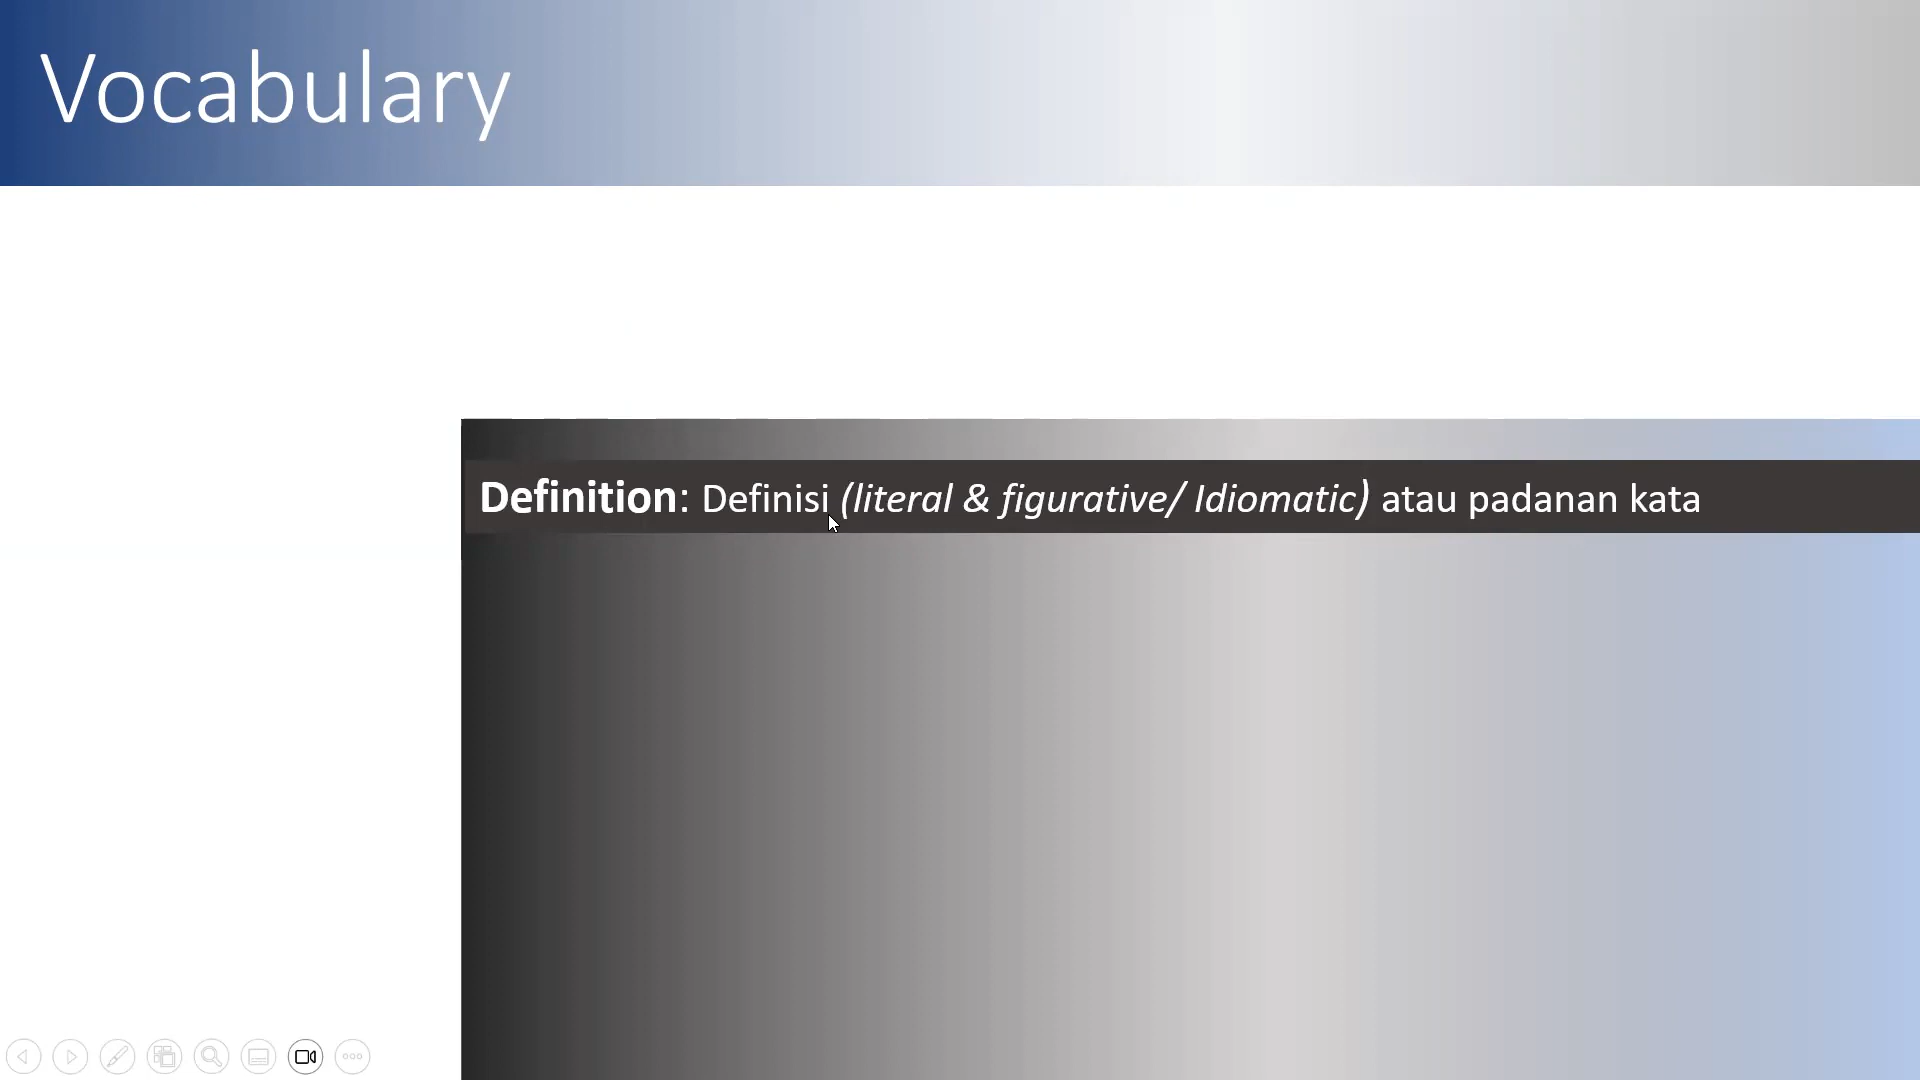 Vocabulary
Definition: Definisi (literal & figurative/ Idiomatic) atau padanan kata